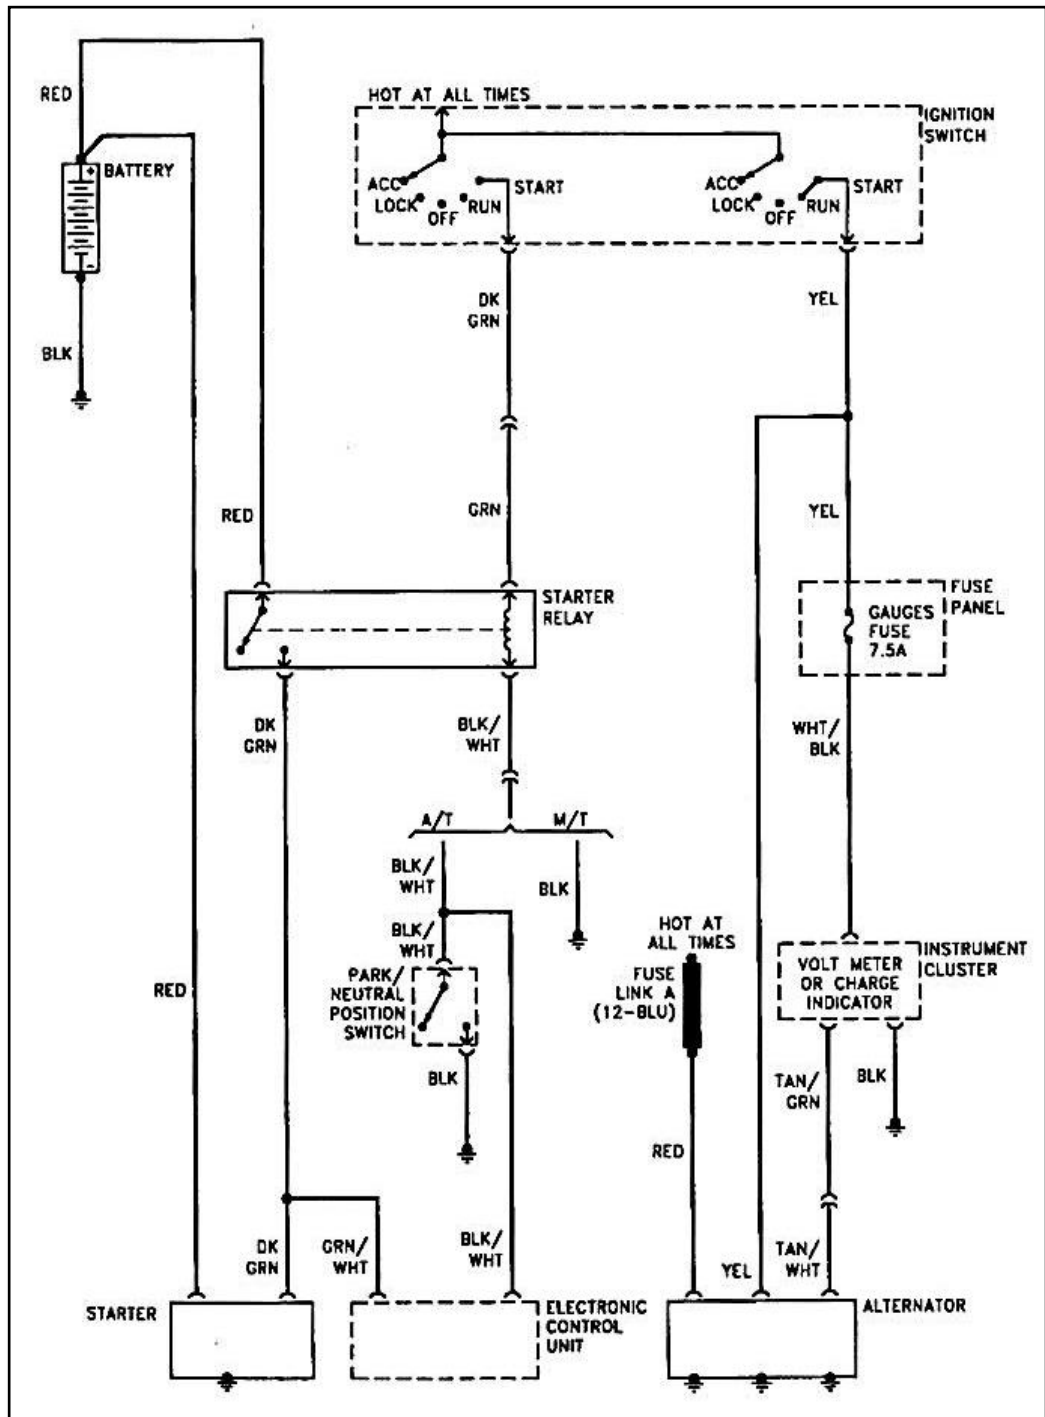 RED
HOT AT ALL TIMES
IGNITION
SWITCH
+
BATTERY
-
ACC
LOCK
OFF
RUN
START
ACC
LOCK
OFF
RUN
START
DK
GRN
YEL
BLK
RED
GRN
YEL
STARTER
RELAY
FUSE
PANEL
GAUGES
FUSE
7.5A
DK
GRN
BLK/
WHT
WHT/
BLK
A/T
M/T
BLK/
WHT
BLK
BLK/
WHT
HOT AT
ALL TIMES
FUSE
LINK A
(12-BLU)
INSTRUMENT
CLUSTER
VOLT METER
OR CHARGE
INDICATOR
RED
PARK/
NEUTRAL
POSITION
SWITCH
BLK
TAN/
GRN
BLK
RED
DK
GRN
GRN/
WHT
BLK/
WHT
YEL
TAN/
WHT
STARTER
ELECTRONIC
CONTROL
UNIT
ALTERNATOR